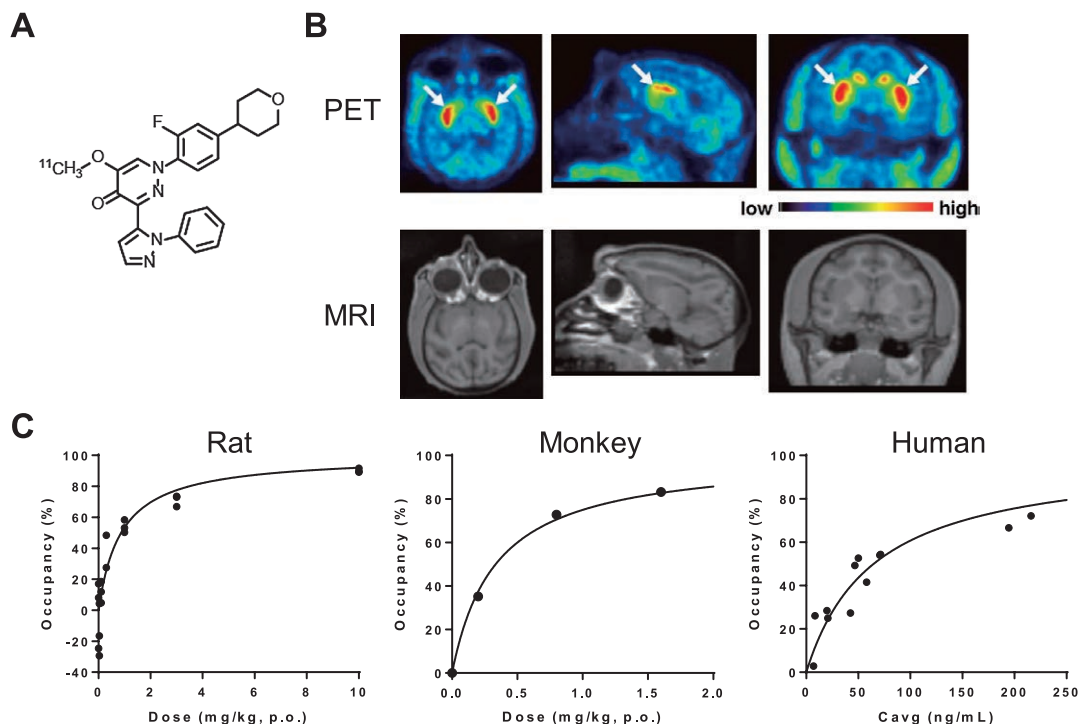 A
B
O
F
11CH3
O
N
N
O
N
N
PET
low
high
MRI
C
Rat
Monkey
Human
Occupancy (%)
100
80
60
40
20
0
-20
-40
0
2
4
6
8
10
Dose (mg/kg, p.o.)
Occupancy (%)
100
80
60
40
20
0
0.0
0.5
1.0
1.5
2.0
Dose (mg/kg, p.o.)
Occupancy (%)
100
80
60
40
20
0
0
50
100
150
200
250
Cavg (ng/mL)